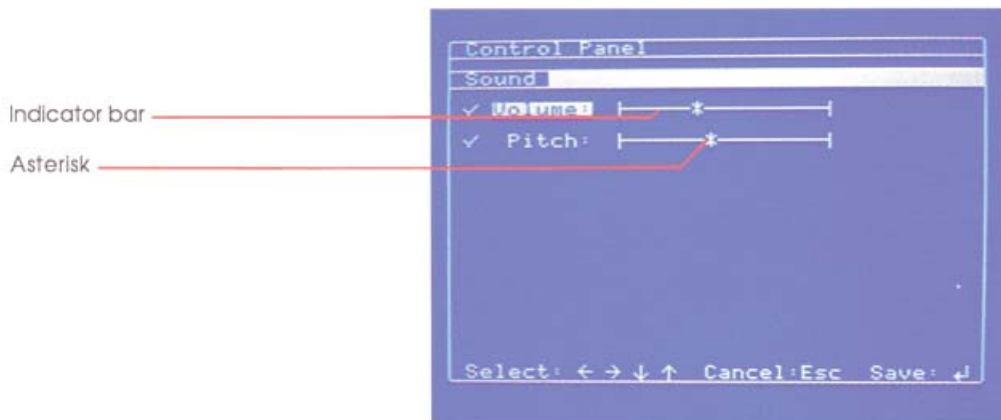 Control Panel
Sound
Indicator bar
✓ Volume:
✓ Pitch:
Asterisk
Select: ← → ↓ ↑ Cancel:Esc Save: ↵